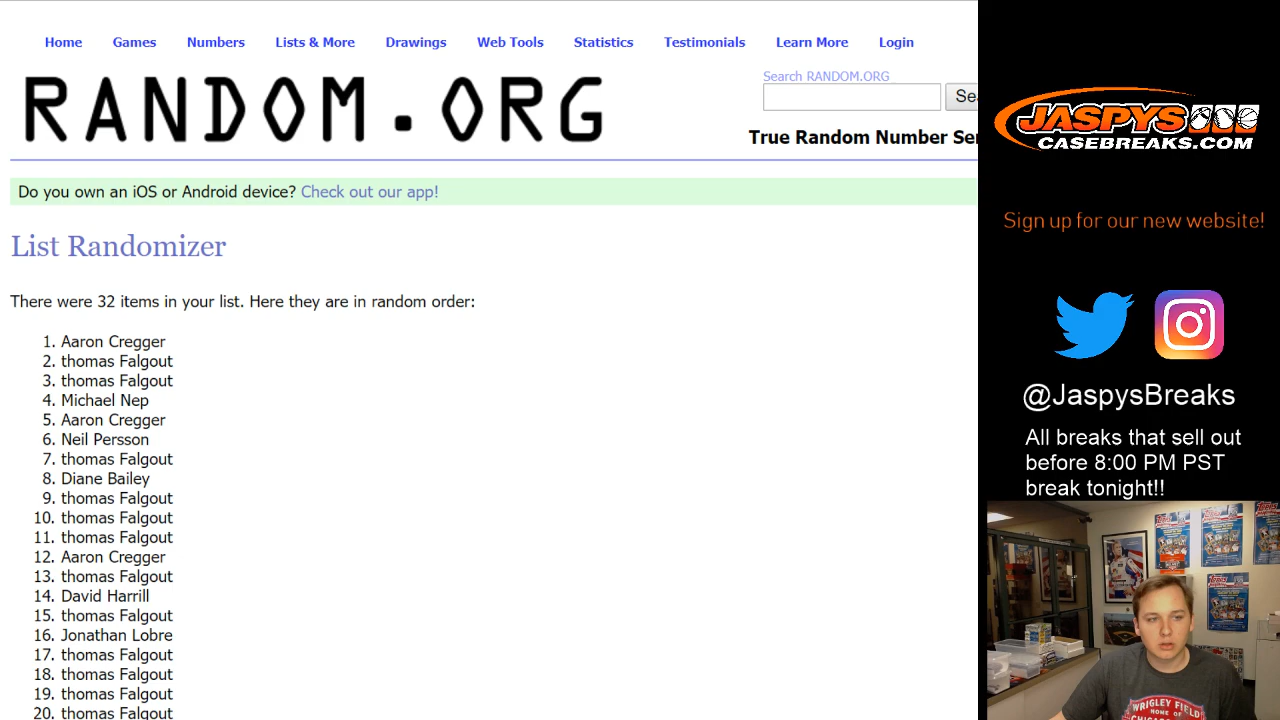 Home Games Numbers Lists & More Drawings Web Tools Statistics Testimonials Learn More Login
RANDOM.ORG
Search RANDOM.ORG
Sea
True Random Number Ser
Do you own an iOS or Android device? Check out our app!
List Randomizer
There were 32 items in your list. Here they are in random order:
1. Aaron Cregger
2. thomas Falgout
3. thomas Falgout
4. Michael Nep
5. Aaron Cregger
6. Neil Persson
7. thomas Falgout
8. Diane Bailey
9. thomas Falgout
10. thomas Falgout
11. thomas Falgout
12. Aaron Cregger
13. thomas Falgout
14. David Harrill
15. thomas Falgout
16. Jonathan Lobre
17. thomas Falgout
18. thomas Falgout
19. thomas Falgout
20. thomas Falgout
JASPYS
CASEBREAKS.COM
Sign up for our new website!
@JaspysBreaks
All breaks that sell out
before 8:00 PM PST
break tonight!!
WRIGLEY FIELD
HOME OF